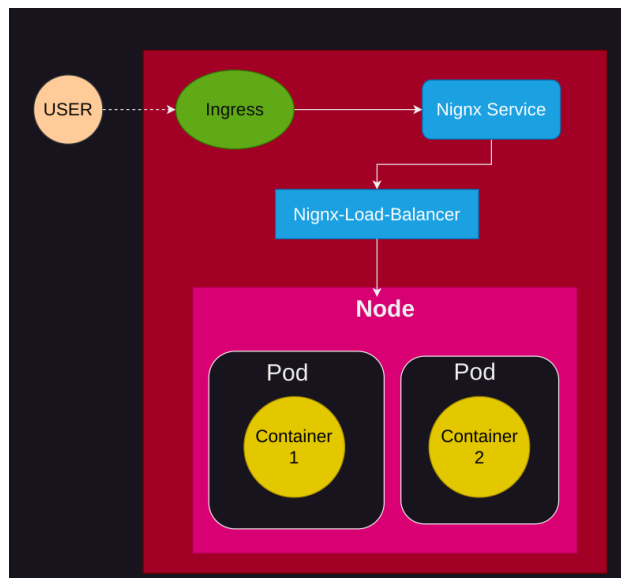 USER
Ingress
Nignx Service
Nignx-Load-Balancer
Node
Pod
Container
1
Pod
Container
2